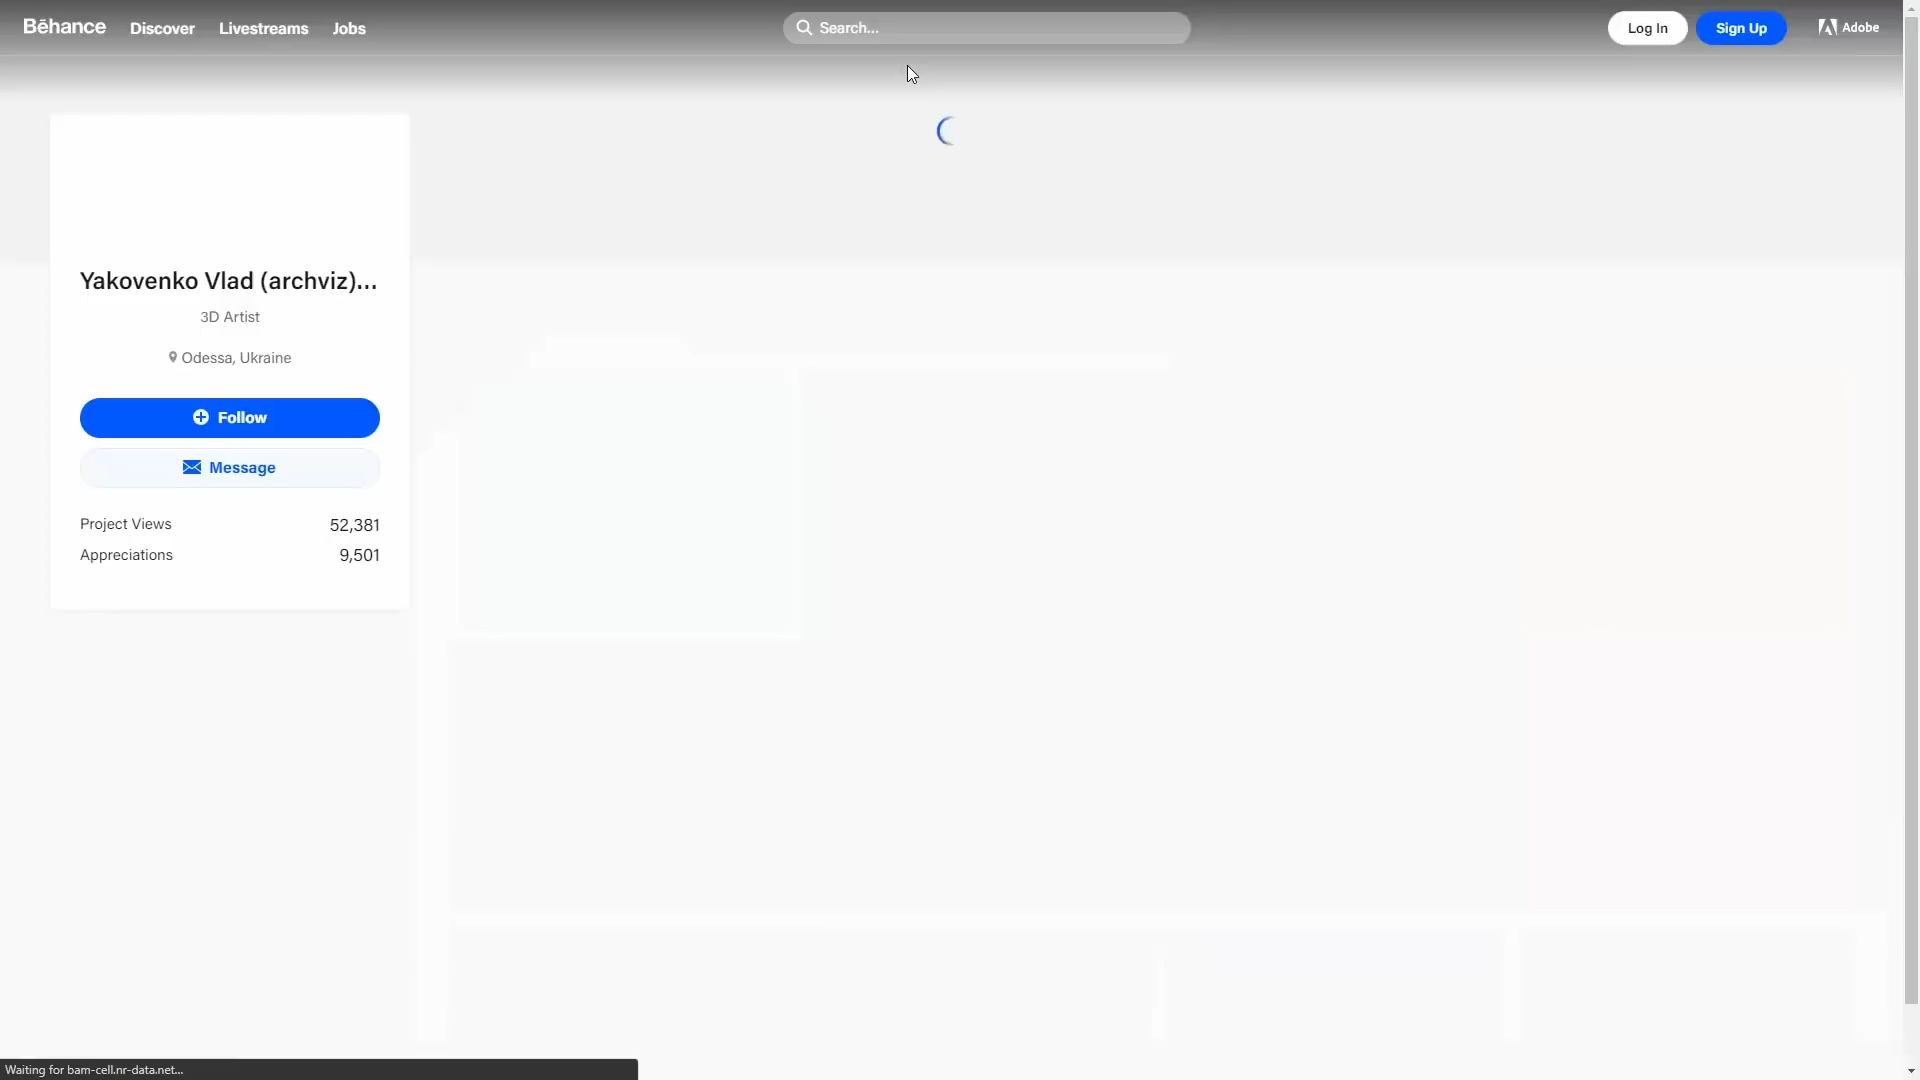 Bēhance Discover Livestreams Jobs Search... Log In Sign Up Adobe
Yakovenko Vlad (archviz)...
3D Artist
Odessa, Ukraine
Follow
Message
Project Views 52,381
Appreciations 9,501
Waiting for bam-cell.nr-data.net...